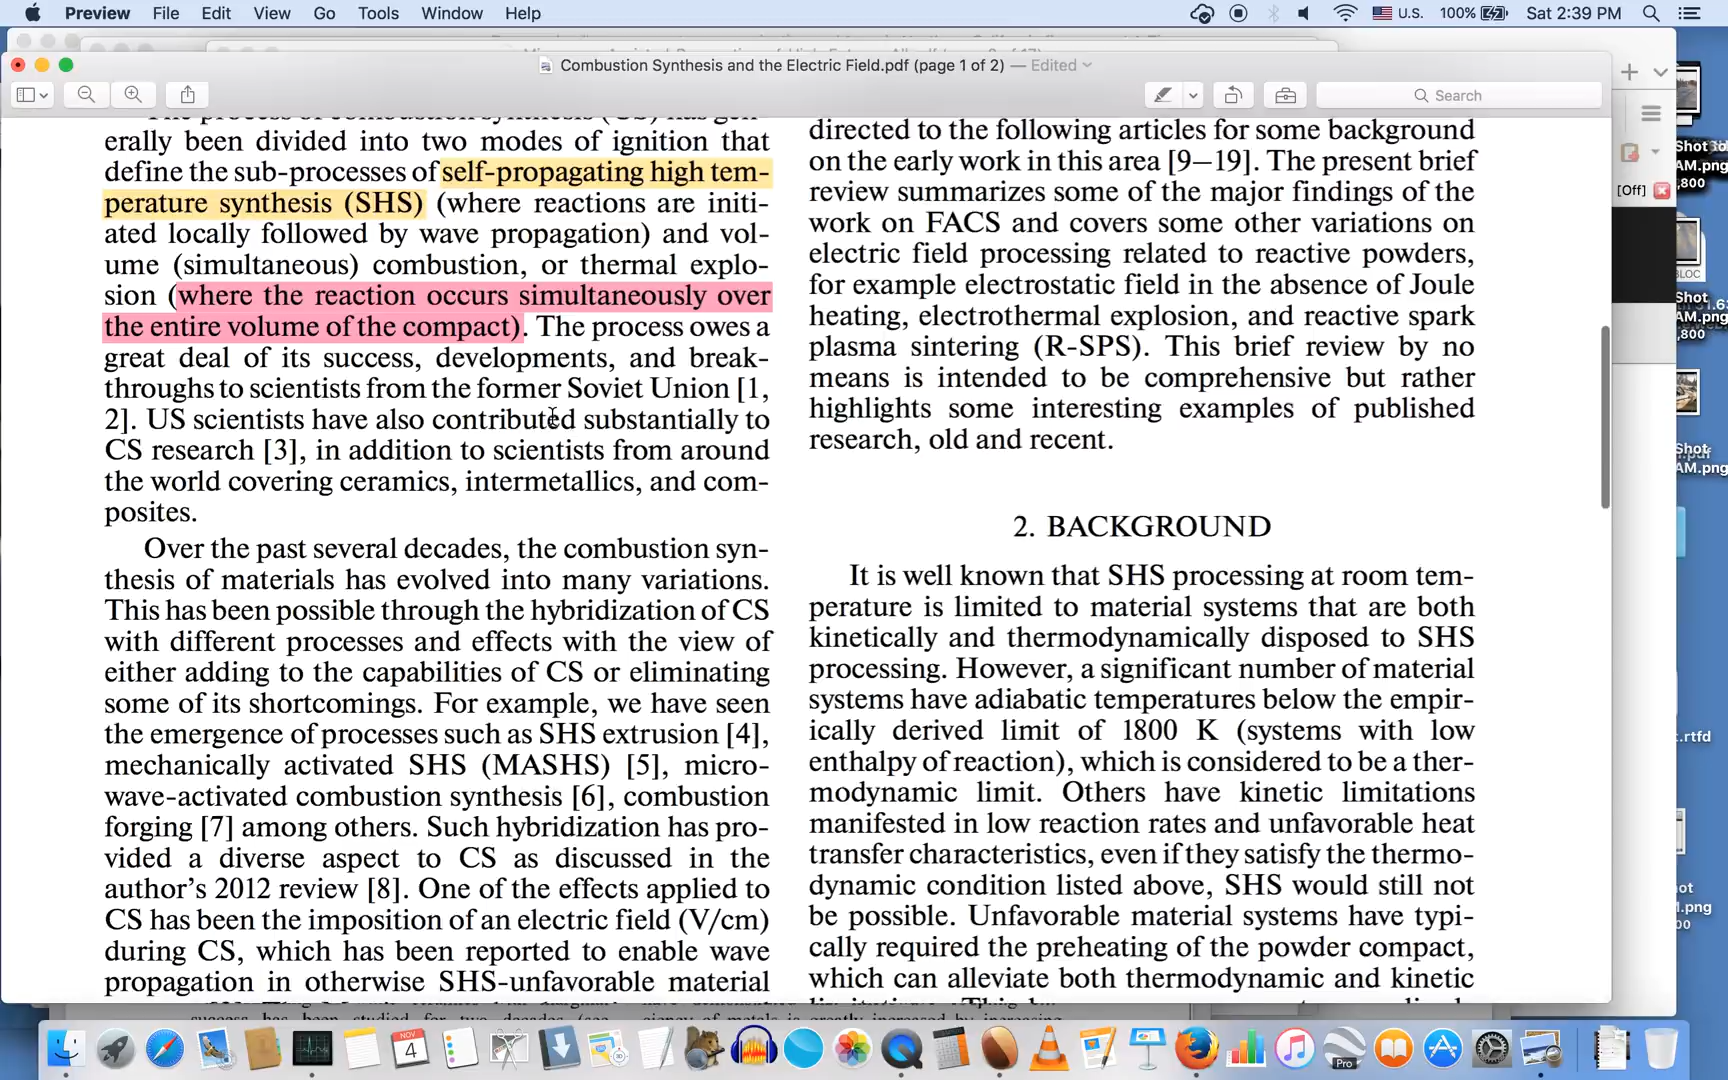 Preview File Edit View Go Tools Window Help
U.S. 100% Sat 2:39 PM
Combustion Synthesis and the Electric Field.pdf (page 1 of 2) — Edited
Search
erally been divided into two modes of ignition that
define the sub-processes of self-propagating high tem-
perature synthesis (SHS) (where reactions are initi-
ated locally followed by wave propagation) and vol-
ume (simultaneous) combustion, or thermal explo-
sion (where the reaction occurs simultaneously over
the entire volume of the compact). The process owes a
great deal of its success, developments, and break-
throughs to scientists from the former Soviet Union [1,
2]. US scientists have also contributed substantially to
CS research [3], in addition to scientists from around
the world covering ceramics, intermetallics, and com-
posites.
Over the past several decades, the combustion syn-
thesis of materials has evolved into many variations.
This has been possible through the hybridization of CS
with different processes and effects with the view of
either adding to the capabilities of CS or eliminating
some of its shortcomings. For example, we have seen
the emergence of processes such as SHS extrusion [4],
mechanically activated SHS (MASHS) [5], micro-
wave-activated combustion synthesis [6], combustion
forging [7] among others. Such hybridization has pro-
vided a diverse aspect to CS as discussed in the
author's 2012 review [8]. One of the effects applied to
CS has been the imposition of an electric field (V/cm)
during CS, which has been reported to enable wave
propagation in otherwise SHS-unfavorable material
directed to the following articles for some background
on the early work in this area [9–19]. The present brief
review summarizes some of the major findings of the
work on FACS and covers some other variations on
electric field processing related to reactive powders,
for example electrostatic field in the absence of Joule
heating, electrothermal explosion, and reactive spark
plasma sintering (R-SPS). This brief review by no
means is intended to be comprehensive but rather
highlights some interesting examples of published
research, old and recent.
2. BACKGROUND
It is well known that SHS processing at room tem-
perature is limited to material systems that are both
kinetically and thermodynamically disposed to SHS
processing. However, a significant number of material
systems have adiabatic temperatures below the empir-
ically derived limit of 1800 K (systems with low
enthalpy of reaction), which is considered to be a ther-
modynamic limit. Others have kinetic limitations
manifested in low reaction rates and unfavorable heat
transfer characteristics, even if they satisfy the thermo-
dynamic condition listed above, SHS would still not
be possible. Unfavorable material systems have typi-
cally required the preheating of the powder compact,
which can alleviate both thermodynamic and kinetic
[Off]
Shot
AM.png
,800
Shot
AM.png
,800
Shot
AM.png
.rtfd
NOV
4
Pro